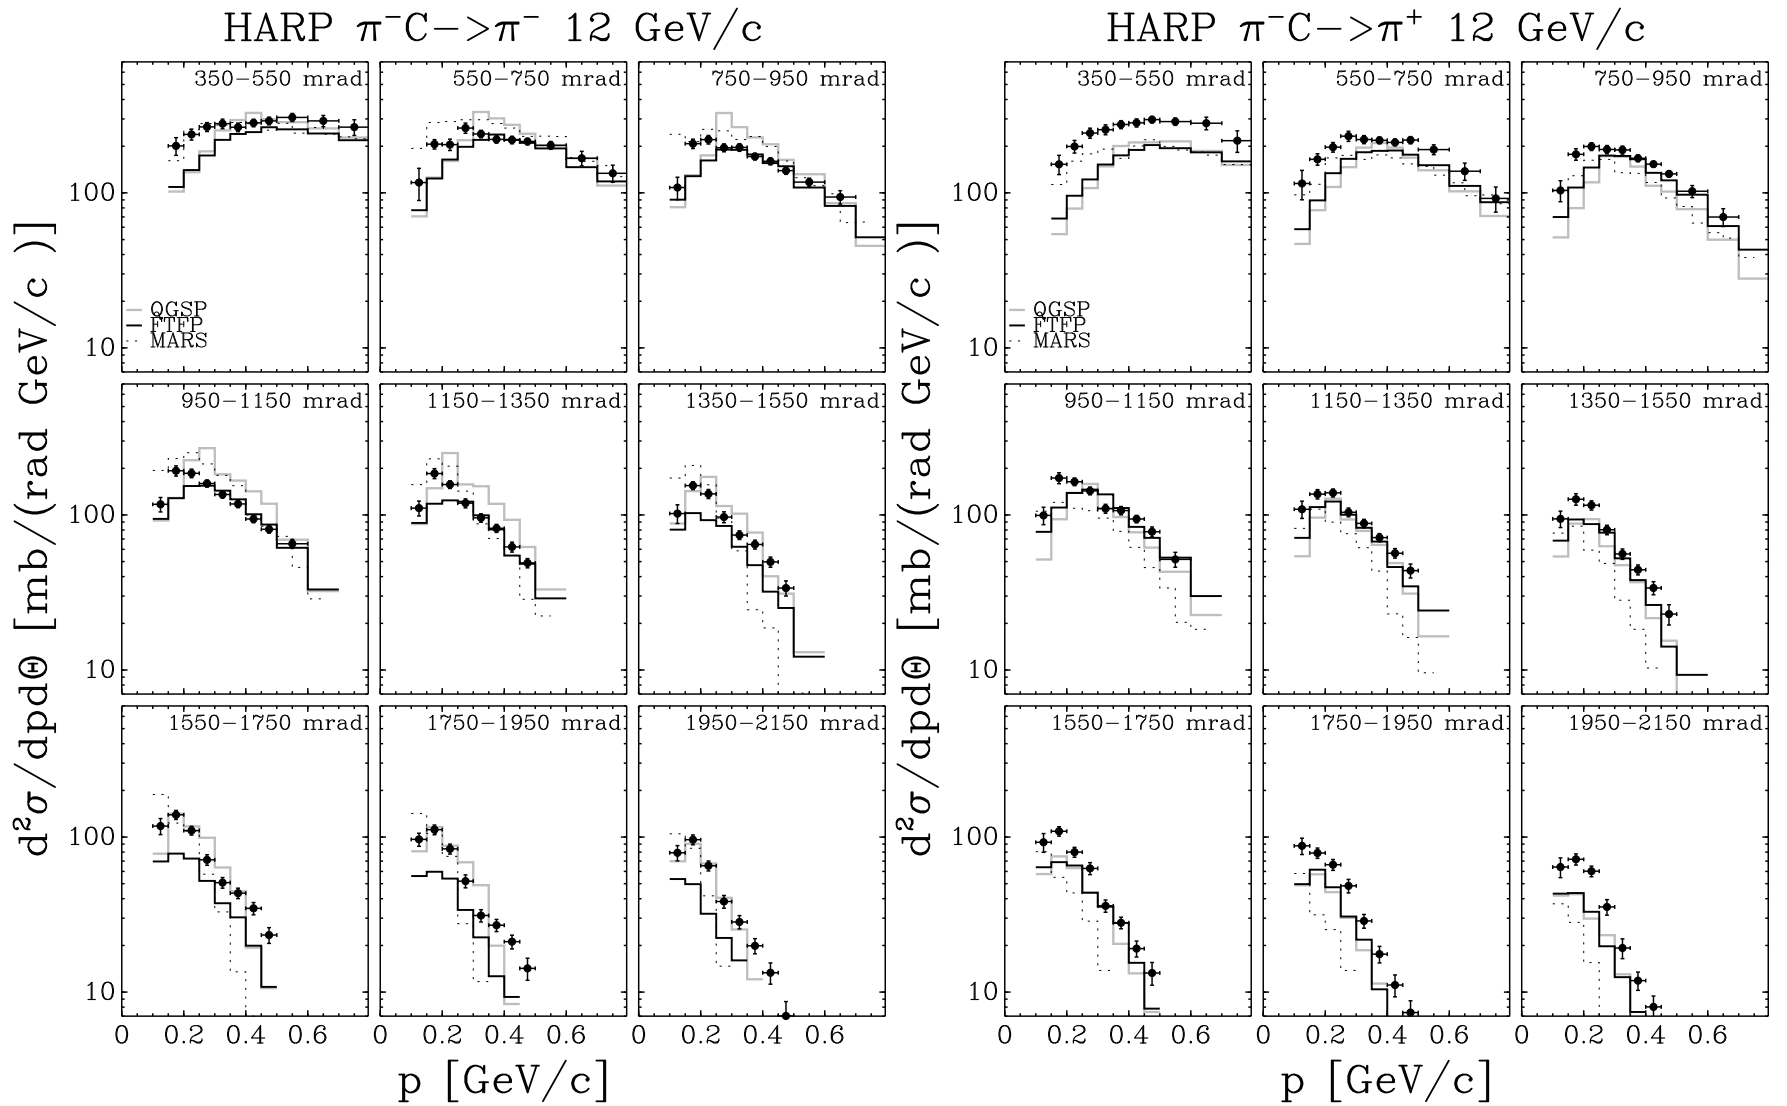 HARP π⁻C−>π⁻ 12 GeV/c
d²σ/dpdΘ [mb/(rad GeV/c )]
350−550 mrad
550−750 mrad
750−950 mrad
100
QGSP
FTFP
MARS
10
950−1150 mrad
1150−1350 mrad
1350−1550 mrad
100
10
1550−1750 mrad
1750−1950 mrad
1950−2150 mrad
100
10
0 0.2 0.4 0.6 0 0.2 0.4 0.6 0 0.2 0.4 0.6
p [GeV/c]
HARP π⁻C−>π⁺ 12 GeV/c
d²σ/dpdΘ [mb/(rad GeV/c )]
350−550 mrad
550−750 mrad
750−950 mrad
100
QGSP
FTFP
MARS
10
950−1150 mrad
1150−1350 mrad
1350−1550 mrad
100
10
1550−1750 mrad
1750−1950 mrad
1950−2150 mrad
100
10
0 0.2 0.4 0.6 0 0.2 0.4 0.6 0 0.2 0.4 0.6
p [GeV/c]